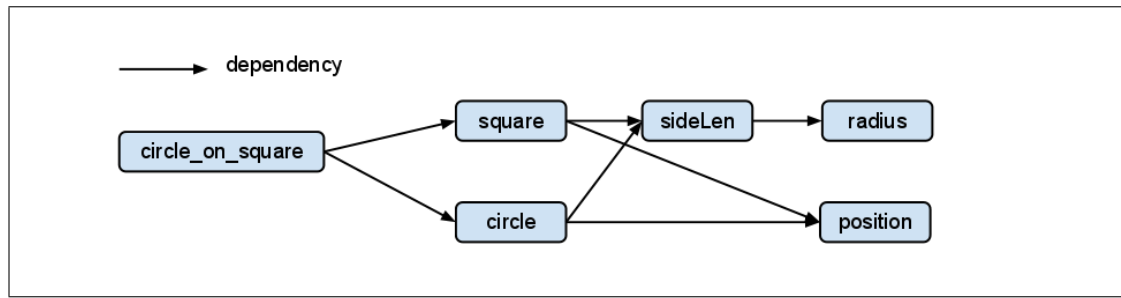 dependency
square
sideLen
radius
circle_on_square
circle
position